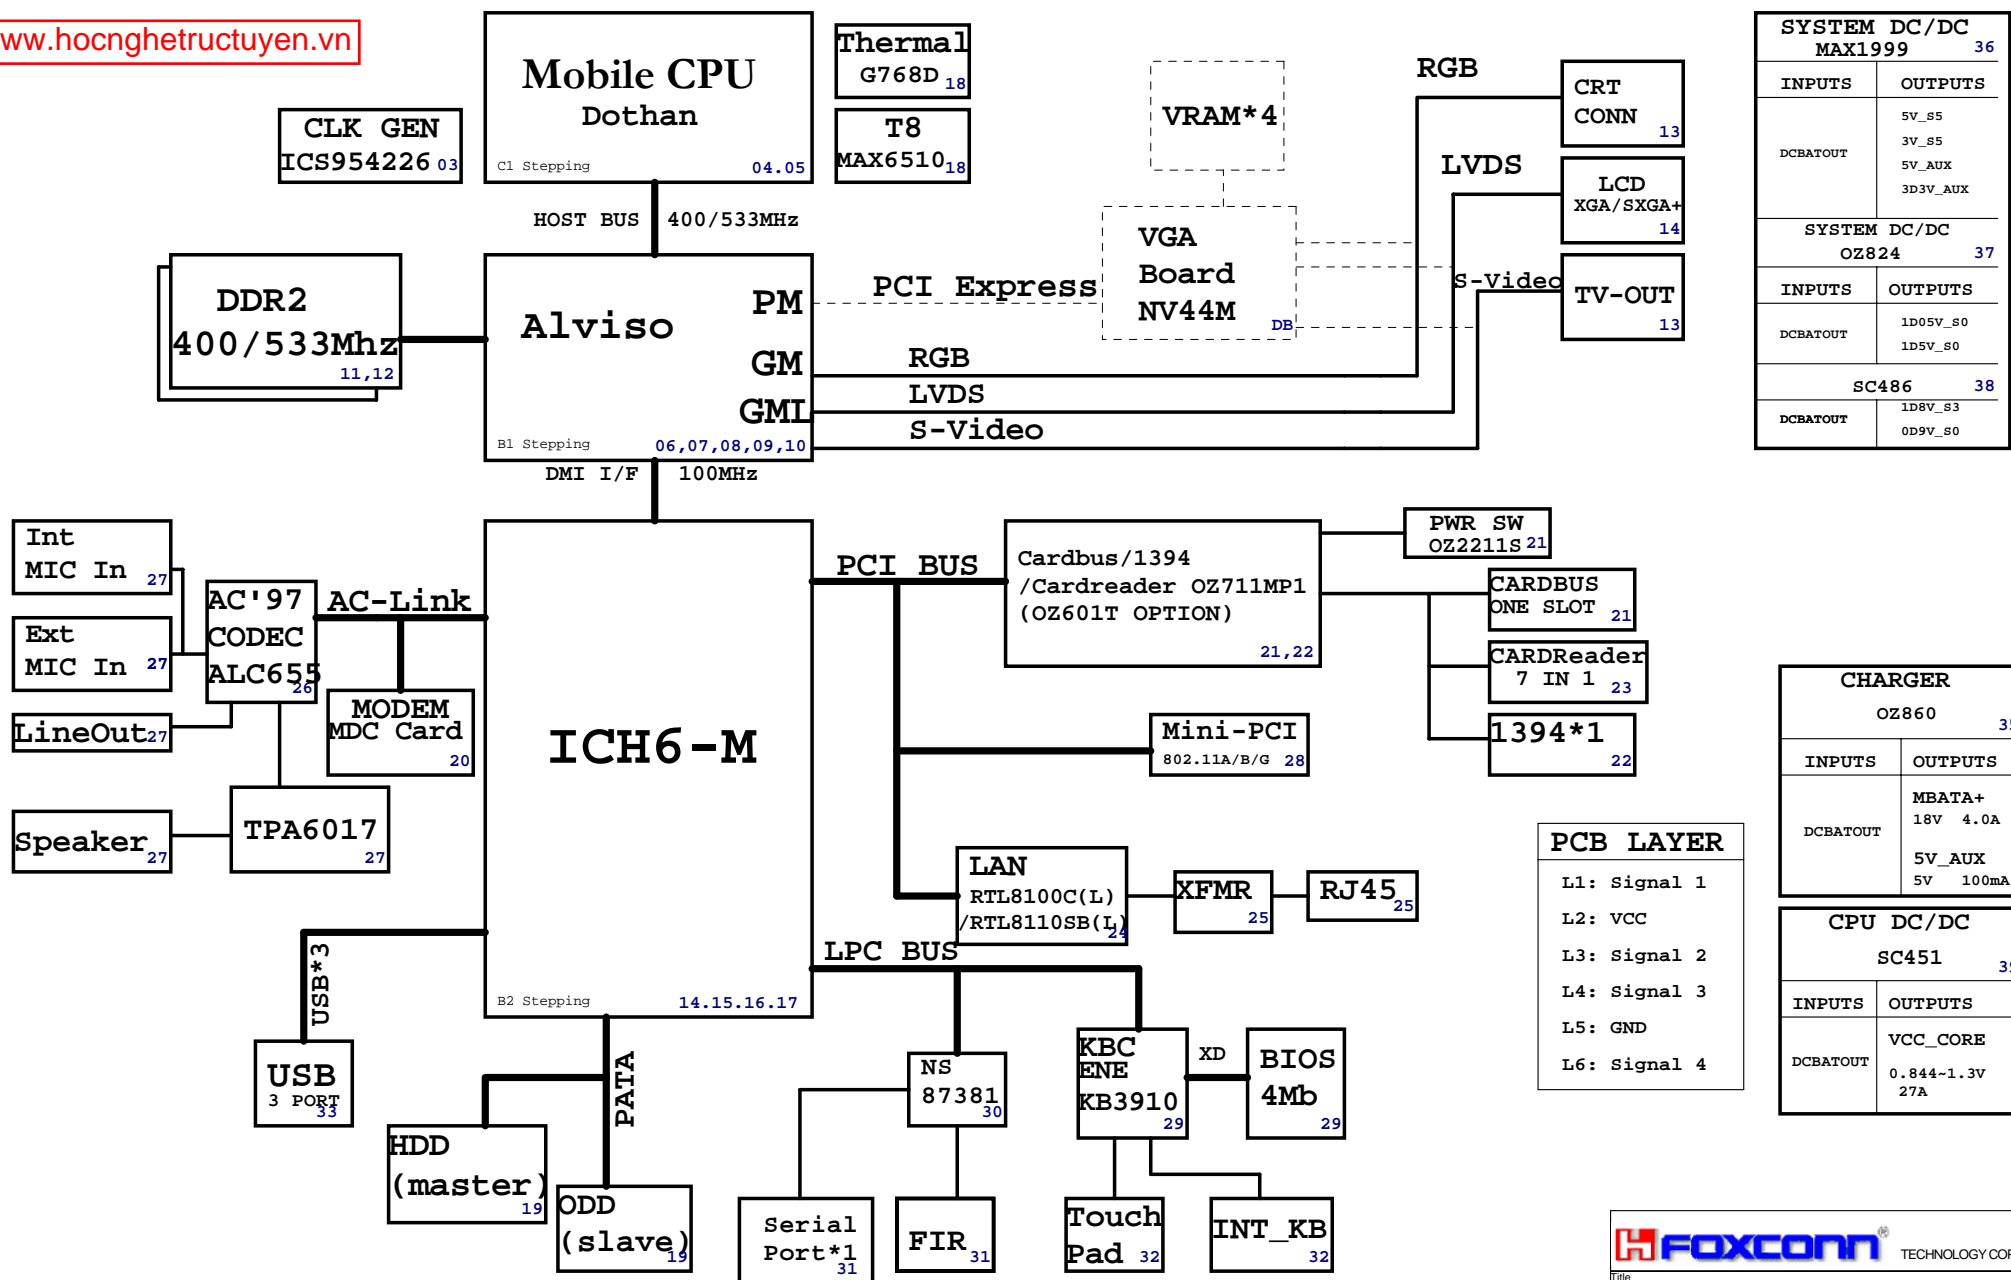 ww.hocnghetructuyen.vn
Mobile CPU
Dothan
C1 Stepping
04.05
Thermal
G768D 18
T8
MAX6510 18
CLK GEN
ICS954226 03
HOST BUS 400/533MHz
VRAM*4
RGB
CRT
CONN
13
LVDS
LCD
XGA/SXGA+
14
S-Video
TV-OUT
13
VGA
Board
NV44M
DB
PCI Express
DDR2
400/533Mhz
11,12
Alviso
PM
GM
GML
B1 Stepping
06,07,08,09,10
RGB
LVDS
S-Video
DMI I/F 100MHz
SYSTEM DC/DC
MAX1999 36
INPUTS OUTPUTS
DCBATOUT
5V_S5
3V_S5
5V_AUX
3D3V_AUX
SYSTEM DC/DC
OZ824 37
INPUTS OUTPUTS
DCBATOUT
1D05V_S0
1D5V_S0
SC486 38
DCBATOUT
1D8V_S3
0D9V_S0
Int
MIC In 27
Ext
MIC In 27
LineOut 27
AC'97
CODEC
ALC655
26
AC-Link
MODEM
MDC Card
20
Speaker 27
TPA6017
27
ICH6-M
B2 Stepping
14.15.16.17
PCI BUS
Cardbus/1394
/Cardreader OZ711MP1
(OZ601T OPTION)
21,22
PWR SW
OZ2211S 21
CARDBUS
ONE SLOT 21
CARDReader
7 IN 1 23
1394*1
22
Mini-PCI
802.11A/B/G 28
LAN
RTL8100C(L)
/RTL8110SB(L)
24
XFMR
25
RJ45
25
LPC BUS
USB*3
USB
3 PORT
33
PATA
HDD
(master)
19
ODD
(slave)
19
NS
87381
30
Serial
Port*1
31
FIR
31
KBC
ENE
KB3910
29
XD
BIOS
4Mb
29
Touch
Pad 32
INT_KB
32
PCB LAYER
L1: Signal 1
L2: VCC
L3: Signal 2
L4: Signal 3
L5: GND
L6: Signal 4
CHARGER
OZ860
INPUTS OUTPUTS
DCBATOUT
MBATA+
18V 4.0A
5V_AUX
5V 100mA
CPU DC/DC
SC451
INPUTS OUTPUTS
DCBATOUT
VCC_CORE
0.844~1.3V
27A
FOXCONN ® TECHNOLOGY COR
Title